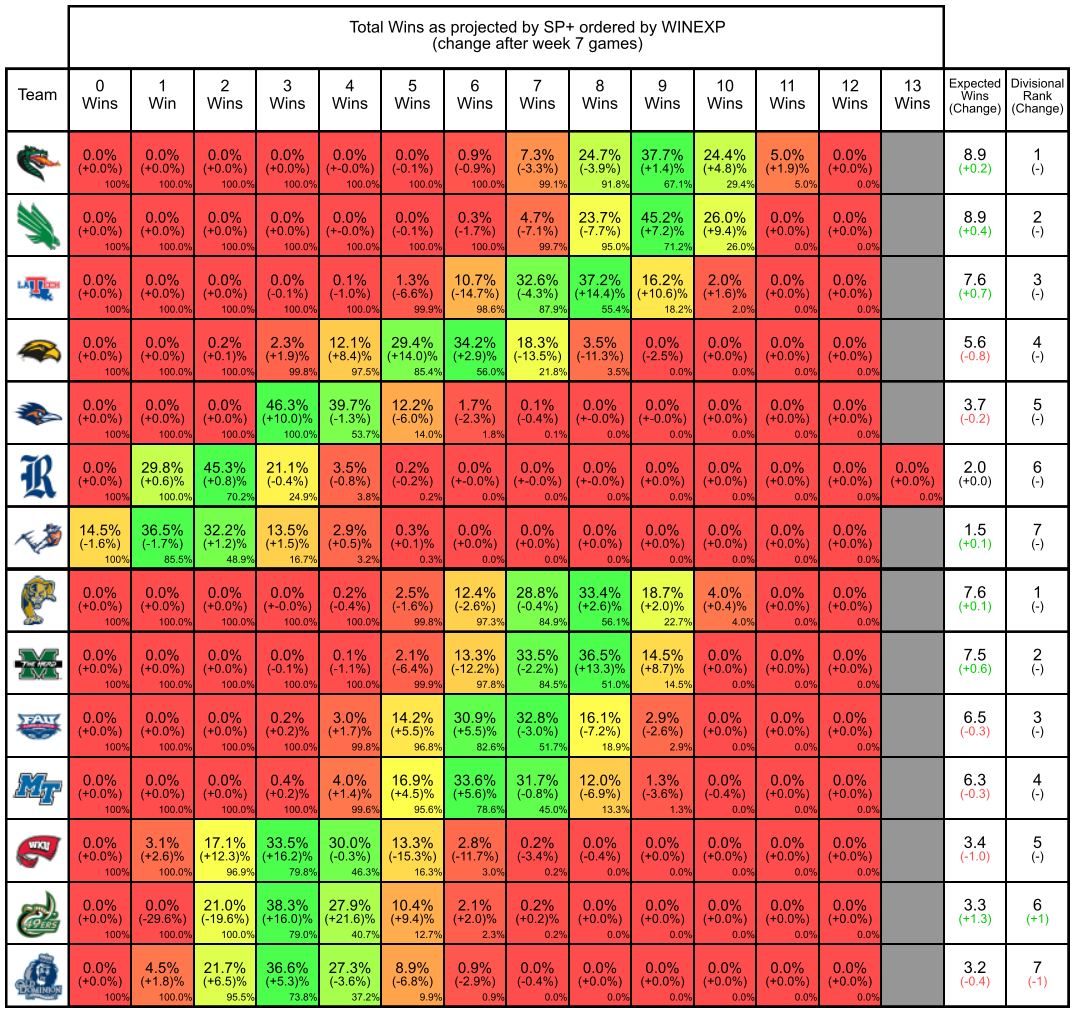 Total Wins as projected by SP+ ordered by WINEXP
(change after week 7 games)
Team 0 Wins 1 Win 2 Wins 3 Wins 4 Wins 5 Wins 6 Wins 7 Wins 8 Wins 9 Wins 10 Wins 11 Wins 12 Wins 13 Wins Expected Wins (Change) Divisional Rank (Change)
0.0% 0.0% 0.0% 0.0% 0.0% 0.0% 0.9% 7.3% 24.7% 37.7% 24.4% 5.0% 0.0% 8.9 1
(+0.0%) (+0.0%) (+0.0%) (+0.0%) (+-0.0%) (-0.1%) (-0.9%) (-3.3%) (-3.9%) (+1.4)% (+4.8)% (+1.9)% (+0.0%) (+0.2) (-)
100% 100.0% 100.0% 100.0% 100.0% 100.0% 100.0% 99.1% 91.8% 67.1% 29.4% 5.0% 0.0%
0.0% 0.0% 0.0% 0.0% 0.0% 0.0% 0.3% 4.7% 23.7% 45.2% 26.0% 0.0% 0.0% 8.9 2
(+0.0%) (+0.0%) (+0.0%) (+0.0%) (+-0.0%) (-0.1%) (-1.7%) (-7.1%) (-7.7%) (+7.2)% (+9.4)% (+0.0%) (+0.0%) (+0.4) (-)
100% 100.0% 100.0% 100.0% 100.0% 100.0% 100.0% 99.7% 95.0% 71.2% 26.0% 0.0% 0.0%
LA TECH
0.0% 0.0% 0.0% 0.0% 0.1% 1.3% 10.7% 32.6% 37.2% 16.2% 2.0% 0.0% 0.0% 7.6 3
(+0.0%) (+0.0%) (+0.0%) (-0.1%) (-1.0%) (-6.6%) (-14.7%) (-4.3%) (+14.4)% (+10.6)% (+1.6)% (+0.0%) (+0.0%) (+0.7) (-)
100% 100.0% 100.0% 100.0% 100.0% 99.9% 98.6% 87.9% 55.4% 18.2% 2.0% 0.0% 0.0%
0.0% 0.0% 0.2% 2.3% 12.1% 29.4% 34.2% 18.3% 3.5% 0.0% 0.0% 0.0% 0.0% 5.6 4
(+0.0%) (+0.0%) (+0.1)% (+1.9)% (+8.4)% (+14.0)% (+2.9)% (-13.5%) (-11.3%) (-2.5%) (+0.0%) (+0.0%) (+0.0%) (-0.8) (-)
100% 100.0% 100.0% 99.8% 97.5% 85.4% 56.0% 21.8% 3.5% 0.0% 0.0% 0.0% 0.0%
0.0% 0.0% 0.0% 46.3% 39.7% 12.2% 1.7% 0.1% 0.0% 0.0% 0.0% 0.0% 0.0% 3.7 5
(+0.0%) (+0.0%) (+0.0%) (+10.0)% (-1.3%) (-6.0%) (-2.3%) (-0.4%) (+-0.0%) (+-0.0%) (+0.0%) (+0.0%) (+0.0%) (-0.2) (-)
100% 100.0% 100.0% 100.0% 53.7% 14.0% 1.8% 0.1% 0.0% 0.0% 0.0% 0.0% 0.0%
R
0.0% 29.8% 45.3% 21.1% 3.5% 0.2% 0.0% 0.0% 0.0% 0.0% 0.0% 0.0% 0.0% 0.0% 2.0 6
(+0.0%) (+0.6)% (+0.8)% (-0.4%) (-0.8%) (-0.2%) (+-0.0%) (+-0.0%) (+-0.0%) (+0.0%) (+0.0%) (+0.0%) (+0.0%) (+0.0%) (+0.0) (-)
100% 100.0% 70.2% 24.9% 3.8% 0.2% 0.0% 0.0% 0.0% 0.0% 0.0% 0.0% 0.0% 0.0%
14.5% 36.5% 32.2% 13.5% 2.9% 0.3% 0.0% 0.0% 0.0% 0.0% 0.0% 0.0% 0.0% 1.5 7
(-1.6%) (-1.7%) (+1.2)% (+1.5)% (+0.5)% (+0.1)% (+0.0%) (+0.0%) (+0.0%) (+0.0%) (+0.0%) (+0.0%) (+0.0%) (+0.1) (-)
100% 85.5% 48.9% 16.7% 3.2% 0.3% 0.0% 0.0% 0.0% 0.0% 0.0% 0.0% 0.0%
0.0% 0.0% 0.0% 0.0% 0.2% 2.5% 12.4% 28.8% 33.4% 18.7% 4.0% 0.0% 0.0% 7.6 1
(+0.0%) (+0.0%) (+0.0%) (+-0.0%) (-0.4%) (-1.6%) (-2.6%) (-0.4%) (+2.6)% (+2.0)% (+0.4)% (+0.0%) (+0.0%) (+0.1) (-)
100% 100.0% 100.0% 100.0% 100.0% 99.8% 97.3% 84.9% 56.1% 22.7% 4.0% 0.0% 0.0%
M THE HERD
0.0% 0.0% 0.0% 0.0% 0.1% 2.1% 13.3% 33.5% 36.5% 14.5% 0.0% 0.0% 0.0% 7.5 2
(+0.0%) (+0.0%) (+0.0%) (-0.1%) (-1.1%) (-6.4%) (-12.2%) (-2.2%) (+13.3)% (+8.7)% (+0.0%) (+0.0%) (+0.0%) (+0.6) (-)
100% 100.0% 100.0% 100.0% 100.0% 99.9% 97.8% 84.5% 51.0% 14.5% 0.0% 0.0% 0.0%
FAU
0.0% 0.0% 0.0% 0.2% 3.0% 14.2% 30.9% 32.8% 16.1% 2.9% 0.0% 0.0% 0.0% 6.5 3
(+0.0%) (+0.0%) (+0.0%) (+0.2)% (+1.7)% (+5.5)% (+5.5)% (-3.0%) (-7.2%) (-2.6%) (+0.0%) (+0.0%) (+0.0%) (-0.3) (-)
100% 100.0% 100.0% 100.0% 99.8% 96.8% 82.6% 51.7% 18.9% 2.9% 0.0% 0.0% 0.0%
MT
0.0% 0.0% 0.0% 0.4% 4.0% 16.9% 33.6% 31.7% 12.0% 1.3% 0.0% 0.0% 0.0% 6.3 4
(+0.0%) (+0.0%) (+0.0%) (+0.2)% (+1.4)% (+4.5)% (+5.6)% (-0.8%) (-6.9%) (-3.6%) (-0.4%) (+0.0%) (+0.0%) (-0.3) (-)
100% 100.0% 100.0% 100.0% 99.6% 95.6% 78.6% 45.0% 13.3% 1.3% 0.0% 0.0% 0.0%
WKU
0.0% 3.1% 17.1% 33.5% 30.0% 13.3% 2.8% 0.2% 0.0% 0.0% 0.0% 0.0% 0.0% 3.4 5
(+0.0%) (+2.6)% (+12.3)% (+16.2)% (-0.3%) (-15.3%) (-11.7%) (-3.4%) (-0.4%) (+0.0%) (+0.0%) (+0.0%) (+0.0%) (-1.0) (-)
100% 100.0% 96.9% 79.8% 46.3% 16.3% 3.0% 0.2% 0.0% 0.0% 0.0% 0.0% 0.0%
49ERS
0.0% 0.0% 21.0% 38.3% 27.9% 10.4% 2.1% 0.2% 0.0% 0.0% 0.0% 0.0% 0.0% 3.3 6
(+0.0%) (-29.6%) (-19.6%) (+16.0)% (+21.6)% (+9.4)% (+2.0)% (+0.2)% (+0.0%) (+0.0%) (+0.0%) (+0.0%) (+0.0%) (+1.3) (+1)
100% 100.0% 100.0% 79.0% 40.7% 12.7% 2.3% 0.2% 0.0% 0.0% 0.0% 0.0% 0.0%
DOMINION
0.0% 4.5% 21.7% 36.6% 27.3% 8.9% 0.9% 0.0% 0.0% 0.0% 0.0% 0.0% 0.0% 3.2 7
(+0.0%) (+1.8)% (+6.5)% (+5.3)% (-3.6%) (-6.8%) (-2.9%) (-0.4%) (+0.0%) (+0.0%) (+0.0%) (+0.0%) (+0.0%) (-0.4) (-1)
100% 100.0% 95.5% 73.8% 37.2% 9.9% 0.9% 0.0% 0.0% 0.0% 0.0% 0.0% 0.0%